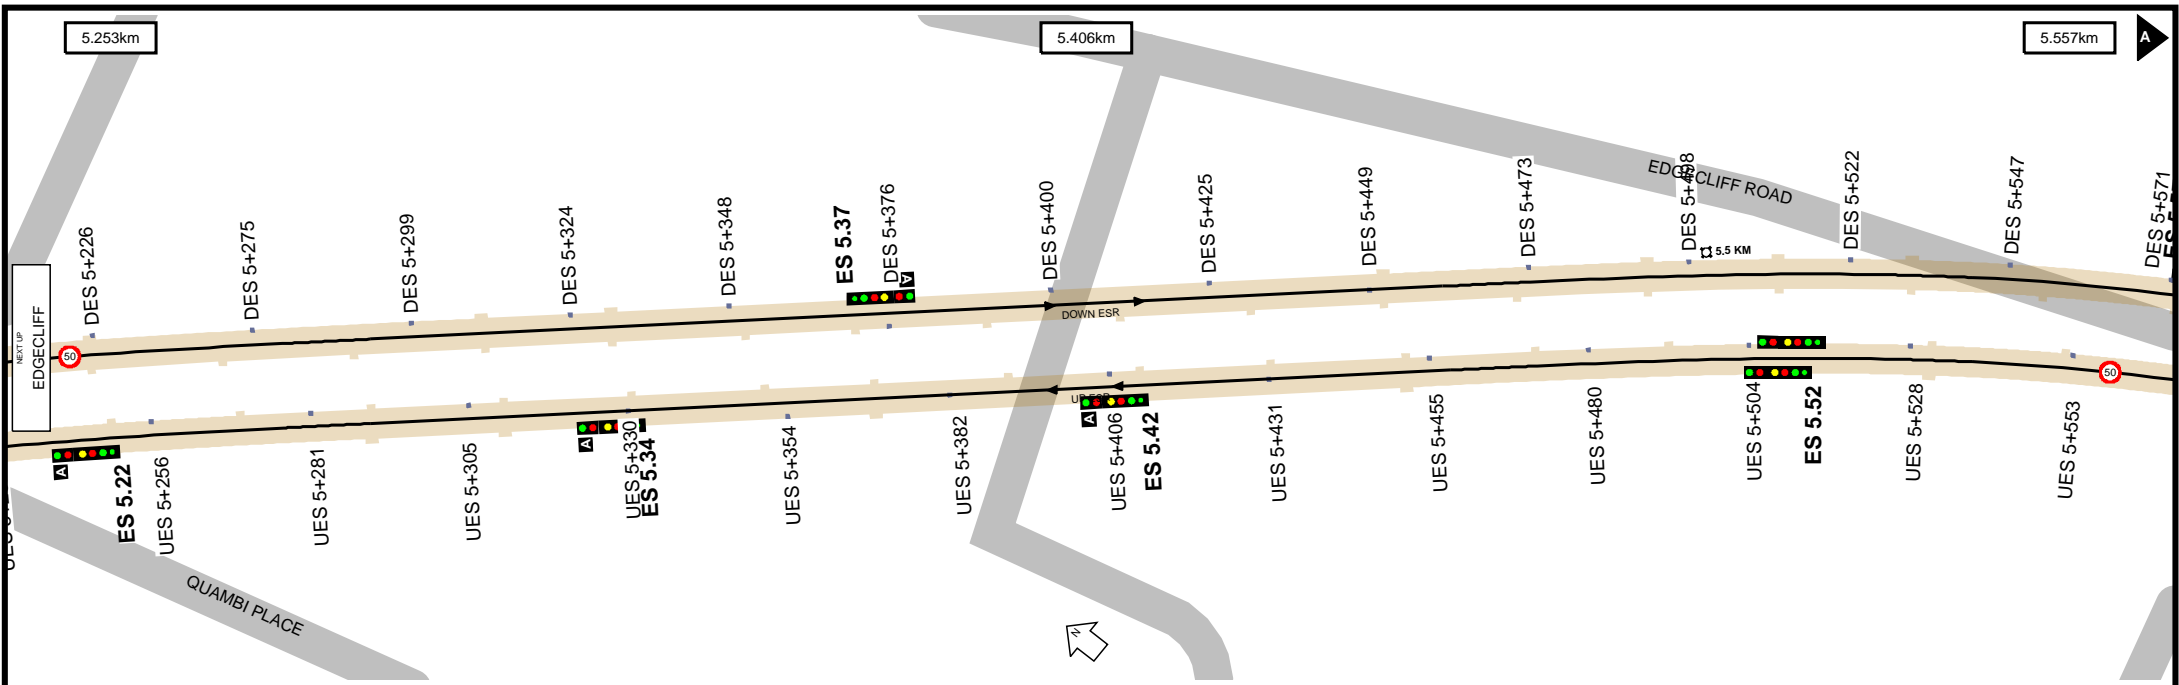 5.253km
5.406km
5.557km
A
EDGECLIFF ROAD
DES 5+226
DES 5+275
DES 5+299
DES 5+324
DES 5+348
ES 5.37
DES 5+376
A
DES 5+400
DES 5+425
DES 5+449
DES 5+473
DES 5+498
5.5 KM
DES 5+522
DES 5+547
DES 5+571
NEXT UP
EDGECLIFF
50
DOWN ESR
50
UP ESR
A
ES 5.22
UES 5+256
UES 5+281
UES 5+305
A
UES 5+330
ES 5.34
UES 5+354
UES 5+382
A
UES 5+406
ES 5.42
UES 5+431
UES 5+455
UES 5+480
UES 5+504
ES 5.52
UES 5+528
UES 5+553
QUAMBI PLACE
N